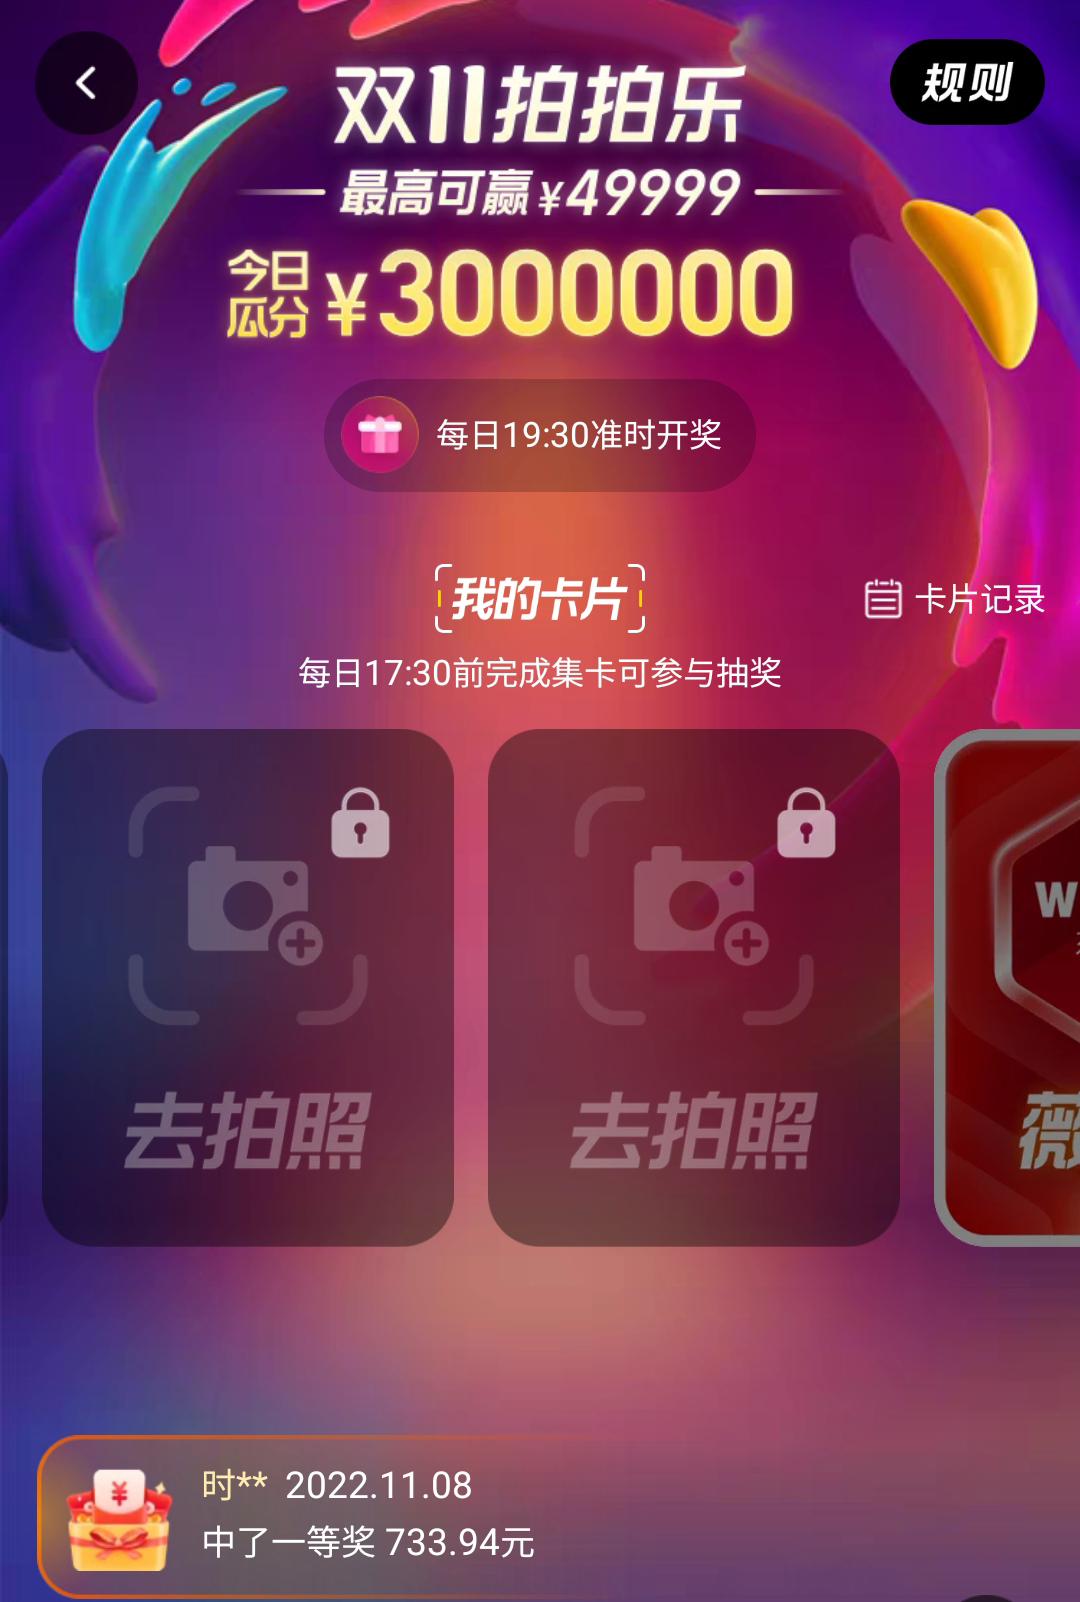 双11拍拍乐
规则
最高可赢¥49999
今日瓜分 ¥3000000
每日19:30准时开奖
我的卡片
卡片记录
每日17:30前完成集卡可参与抽奖
W
去拍照
去拍照
薇
时** 2022.11.08
中了一等奖 733.94元